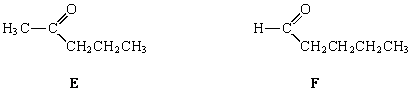 O O
H₃C—C H—C
CH₂CH₂CH₃ CH₂CH₂CH₂CH₃
E F